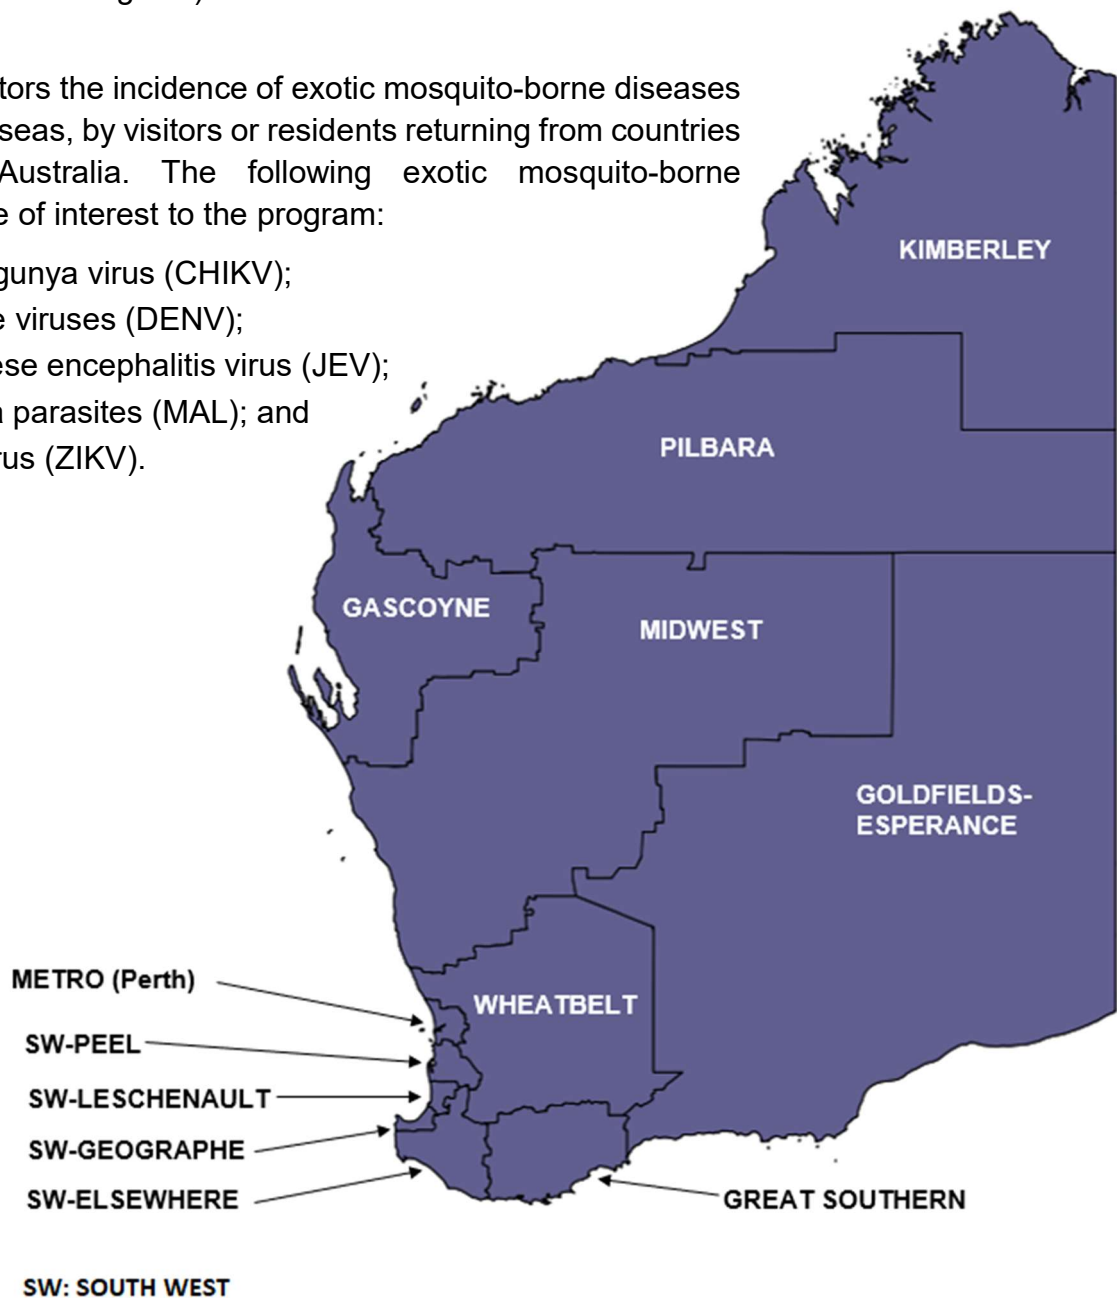 tors the incidence of exotic mosquito-borne diseases
seas, by visitors or residents returning from countries
Australia. The following exotic mosquito-borne
e of interest to the program:
gunya virus (CHIKV);
e viruses (DENV);
ese encephalitis virus (JEV);
parasites (MAL); and
rus (ZIKV).
KIMBERLEY
PILBARA
GASCOYNE
MIDWEST
GOLDFIELDS-
ESPERANCE
METRO (Perth)
WHEATBELT
SW-PEEL
SW-LESCHENAULT
SW-GEOGRAPHE
SW-ELSEWHERE
GREAT SOUTHERN
SW: SOUTH WEST